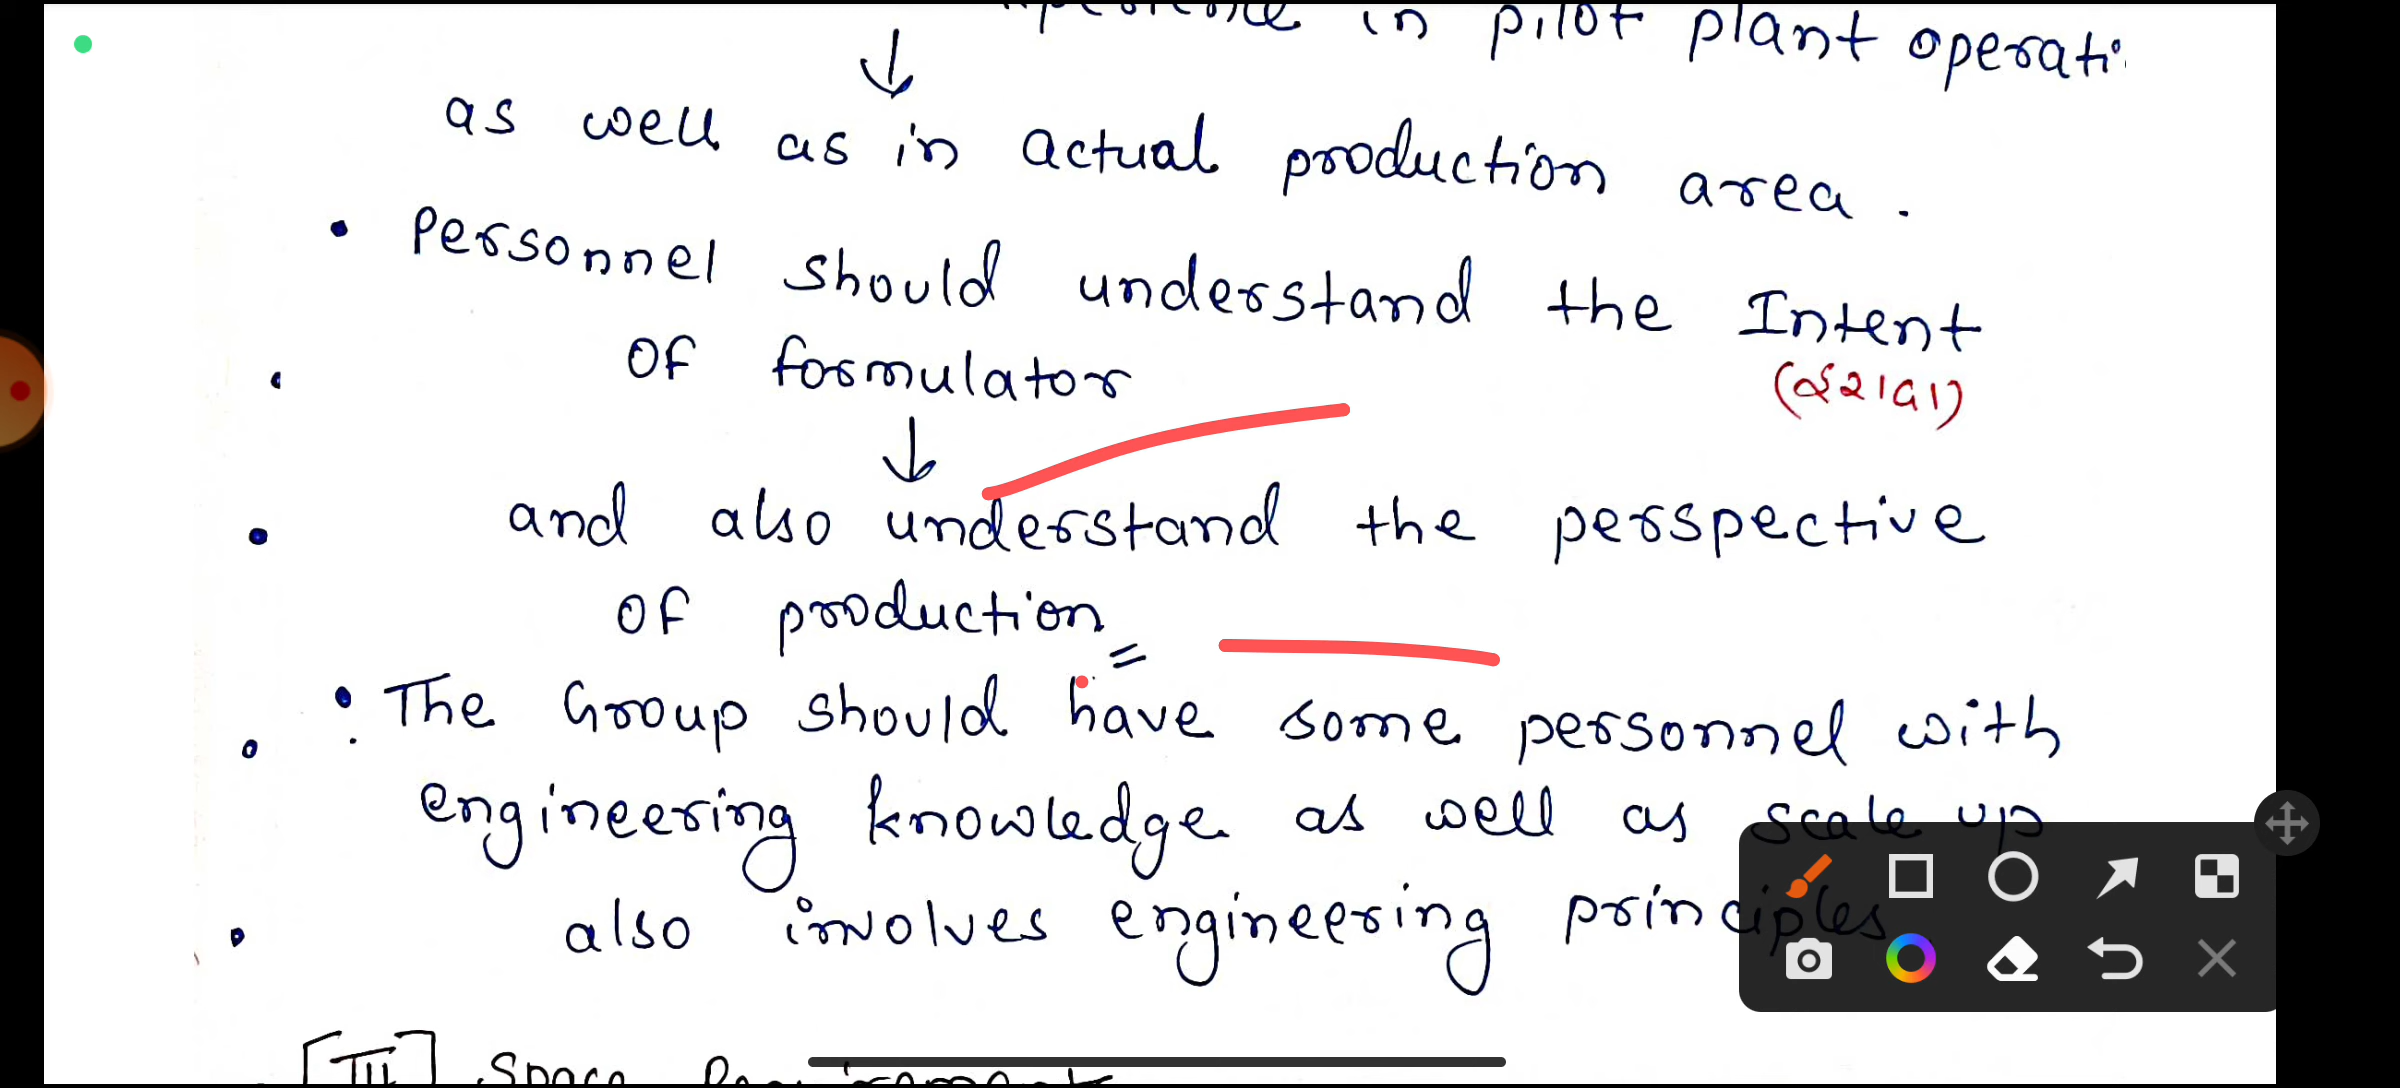 in pilot plant operati
as well as in actual production area.
• Personnel should understand the Intent
of formulator
(ઈરાદા)
and also understand the perspective
of production
: The Group should have some personnel with
engineering knowledge as well as scale up
also involves engineering principles
[III] Space Requirements